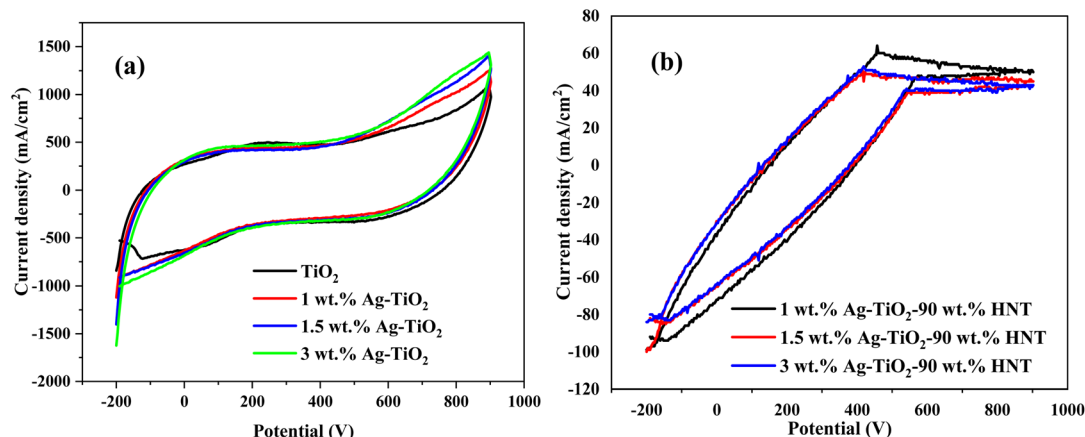 (a)
1500
1000
500
0
-500
-1000
-1500
-2000
Current density (mA/cm²)
TiO₂
1 wt.% Ag-TiO₂
1.5 wt.% Ag-TiO₂
3 wt.% Ag-TiO₂
-200 0 200 400 600 800 1000
Potential (V)
(b)
80
60
40
20
0
-20
-40
-60
-80
-100
-120
Current density (mA/cm²)
1 wt.% Ag-TiO₂-90 wt.% HNT
1.5 wt.% Ag-TiO₂-90 wt.% HNT
3 wt.% Ag-TiO₂-90 wt.% HNT
-200 0 200 400 600 800 1000
Potential (V)